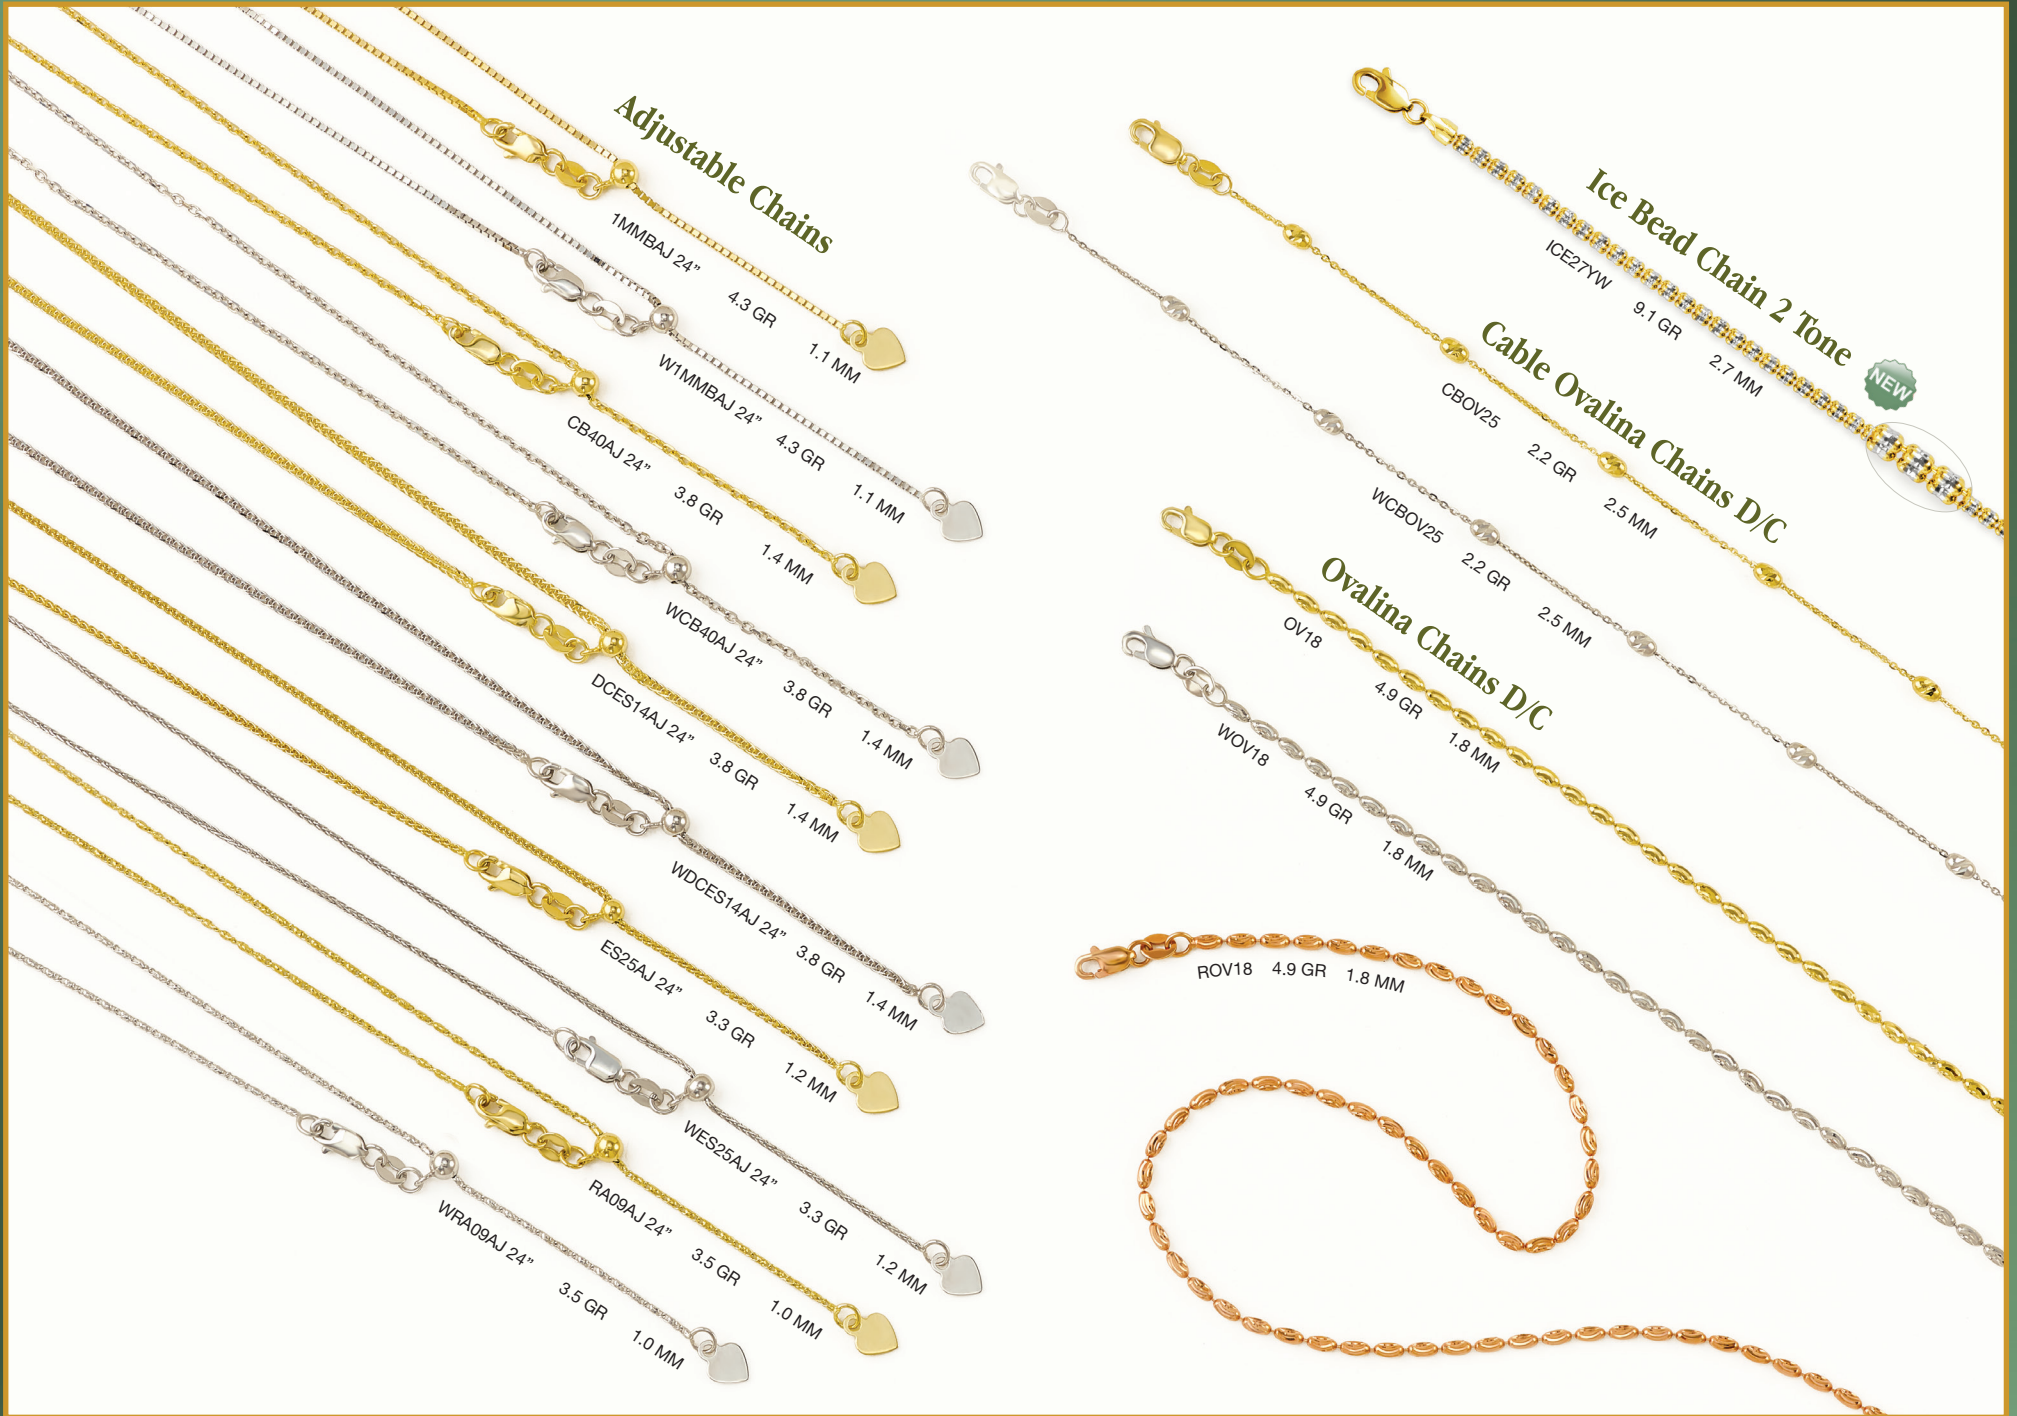 Adjustable Chains
1MMBAJ 24” 4.3 GR 1.1 MM
W1MMBAJ 24” 4.3 GR 1.1 MM
CB40AJ 24” 3.8 GR 1.4 MM
WCB40AJ 24” 3.8 GR 1.4 MM
DCES14AJ 24” 3.8 GR 1.4 MM
WDCES14AJ 24” 3.8 GR 1.4 MM
ES25AJ 24” 3.3 GR 1.2 MM
WES25AJ 24” 3.3 GR 1.2 MM
RA09AJ 24” 3.5 GR 1.0 MM
WRA09AJ 24” 3.5 GR 1.0 MM
Ice Bead Chain 2 Tone
NEW
ICE27YW 9.1 GR 2.7 MM
Cable Ovalina Chains D/C
CBOV25 2.2 GR 2.5 MM
WCBOV25 2.2 GR 2.5 MM
Ovalina Chains D/C
OV18 4.9 GR 1.8 MM
WOV18 4.9 GR 1.8 MM
ROV18 4.9 GR 1.8 MM